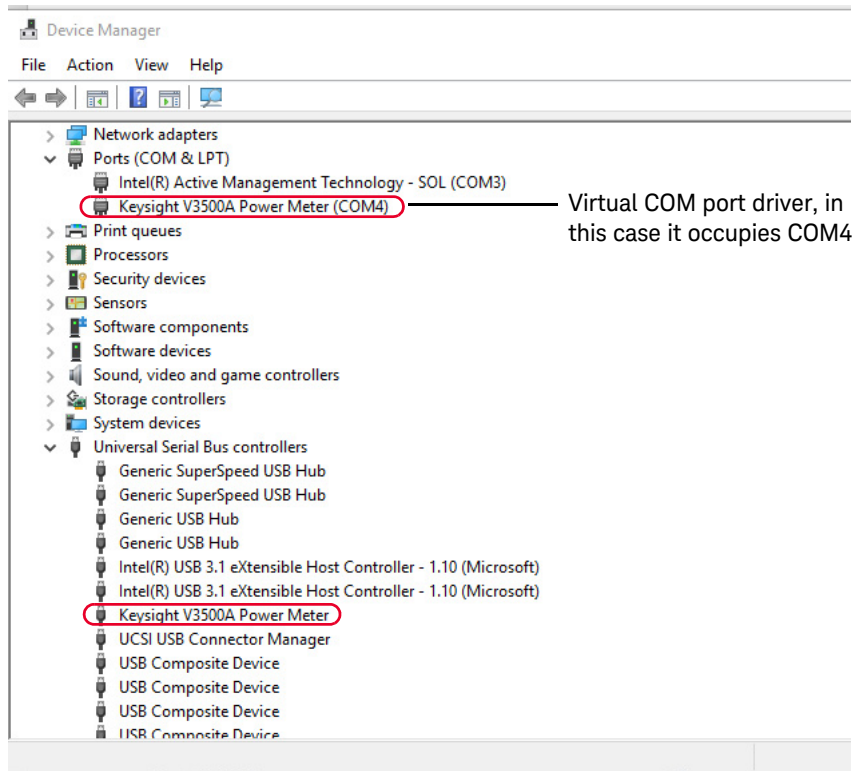 Device Manager
File Action View Help
Network adapters
Ports (COM & LPT)
Intel(R) Active Management Technology - SOL (COM3)
Keysight V3500A Power Meter (COM4)
Virtual COM port driver, in
this case it occupies COM4
Print queues
Processors
Security devices
Sensors
Software components
Software devices
Sound, video and game controllers
Storage controllers
System devices
Universal Serial Bus controllers
Generic SuperSpeed USB Hub
Generic SuperSpeed USB Hub
Generic USB Hub
Generic USB Hub
Intel(R) USB 3.1 eXtensible Host Controller - 1.10 (Microsoft)
Intel(R) USB 3.1 eXtensible Host Controller - 1.10 (Microsoft)
Keysight V3500A Power Meter
UCSI USB Connector Manager
USB Composite Device
USB Composite Device
USB Composite Device
USB Composite Device